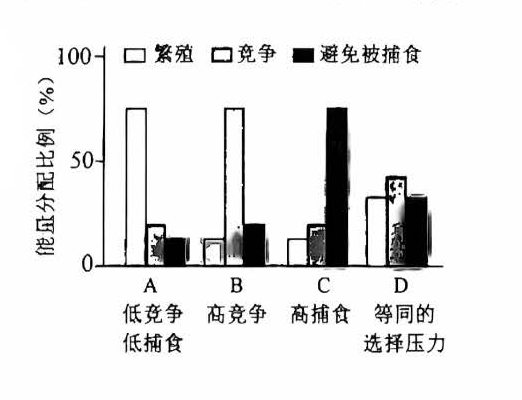 100 繁殖 竞争 避免被捕食
能量分配比例（%）
50
0
A B C D
低竞争 高竞争 高捕食 等同的
低捕食 选择压力